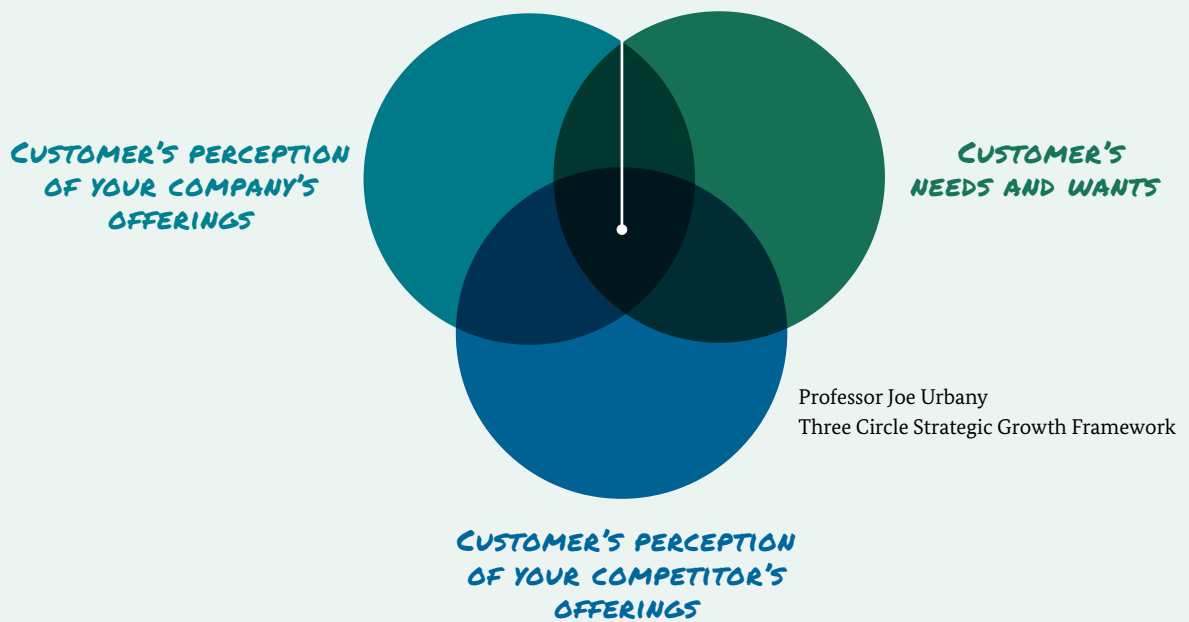 CUSTOMER'S PERCEPTION
OF YOUR COMPANY'S
OFFERINGS
CUSTOMER'S
NEEDS AND WANTS
Professor Joe Urbany
Three Circle Strategic Growth Framework
CUSTOMER'S PERCEPTION
OF YOUR COMPETITOR'S
OFFERINGS